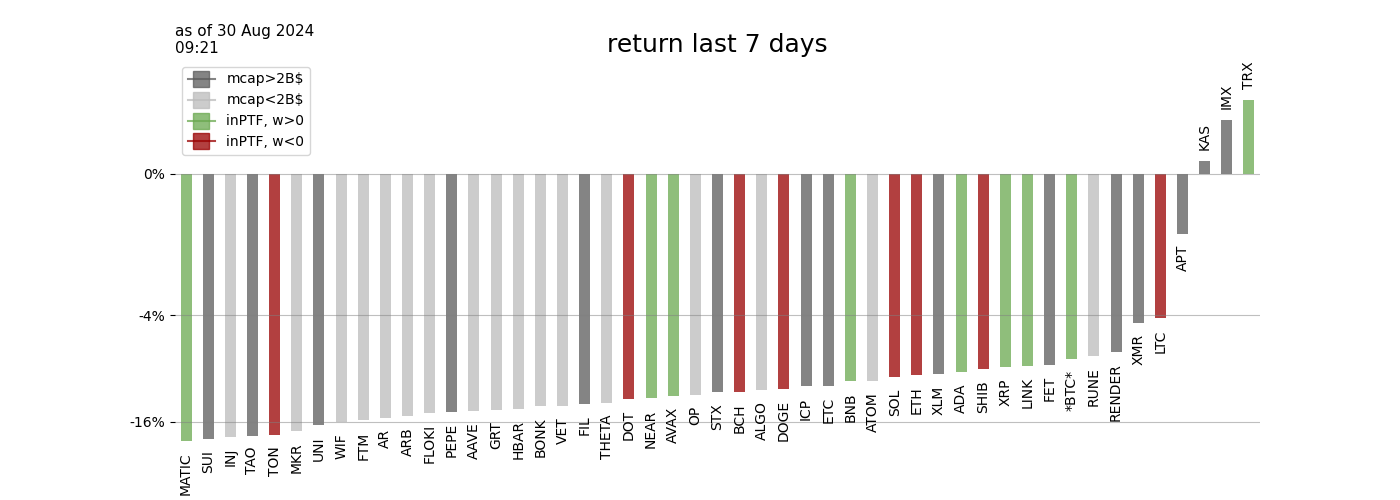 as of 30 Aug 2024
09:21
return last 7 days
mcap>2B$
mcap<2B$
inPTF, w>0
inPTF, w<0
0%
-4%
-16%
MATIC
SUI
INJ
TAO
TON
MKR
UNI
WIF
FTM
AR
ARB
FLOKI
PEPE
AAVE
GRT
HBAR
BONK
VET
FIL
THETA
DOT
NEAR
AVAX
OP
STX
BCH
ALGO
DOGE
ICP
ETC
BNB
ATOM
SOL
ETH
XLM
ADA
SHIB
XRP
LINK
FET
*BTC*
RUNE
RENDER
XMR
LTC
APT
KAS
IMX
TRX